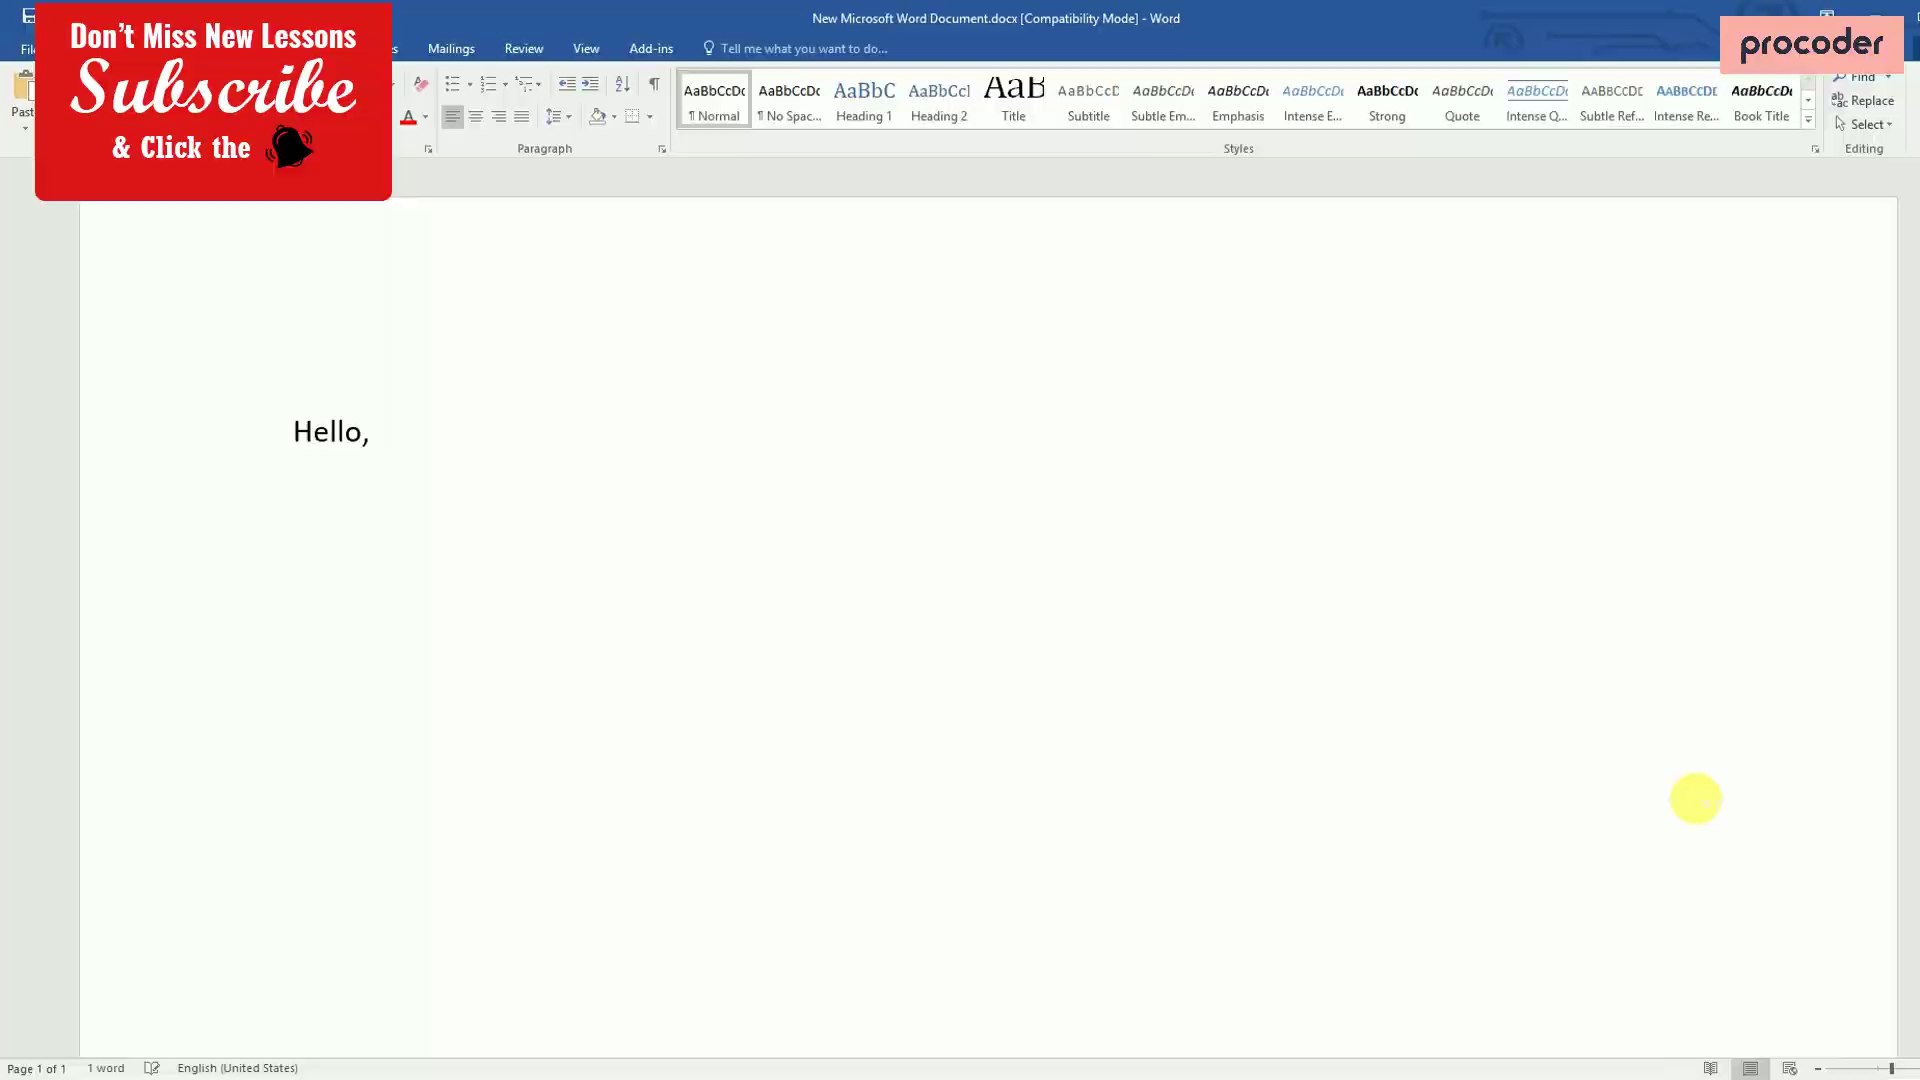 New Microsoft Word Document.docx [Compatibility Mode] - Word
Don't Miss New Lessons
Subscribe
& Click the
procoder
Mailings Review View Add-ins Tell me what you want to do...
Find
Replace
Select
Editing
AaBbCcDc AaBbCcDc AaBbC AaBbCcI AaB AaBbCcD AaBbCcDc AaBbCcDc AaBbCcDc AaBbCcDc AaBbCcDc AaBbCcDc AABBCCDD AABBCCDD AaBbCcDc
¶ Normal ¶ No Spac... Heading 1 Heading 2 Title Subtitle Subtle Em... Emphasis Intense E... Strong Quote Intense Q... Subtle Ref... Intense Re... Book Title
Paragraph Styles
Hello,
Page 1 of 1 1 word English (United States)